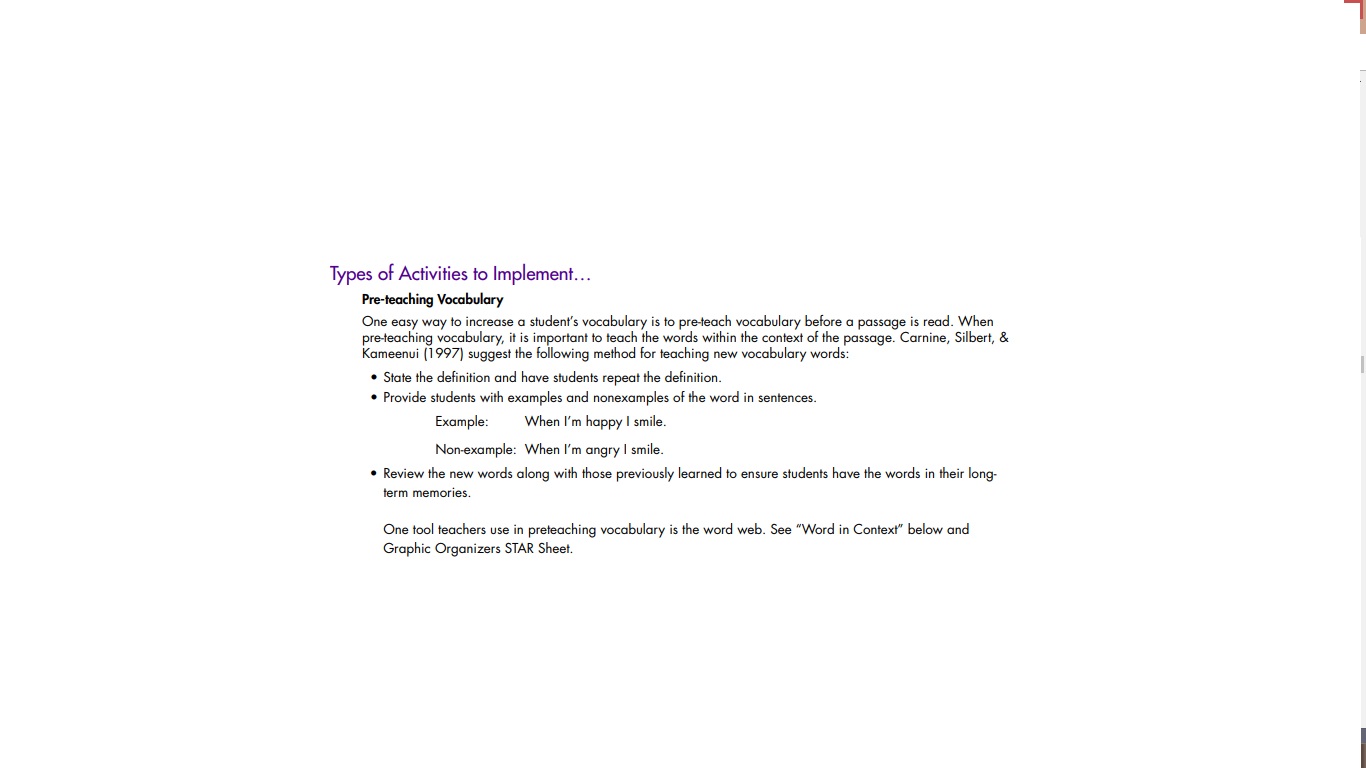 Types of Activities to Implement…
Pre-teaching Vocabulary
One easy way to increase a student’s vocabulary is to pre-teach vocabulary before a passage is read. When
pre-teaching vocabulary, it is important to teach the words within the context of the passage. Carnine, Silbert, &
Kameenui (1997) suggest the following method for teaching new vocabulary words:
• State the definition and have students repeat the definition.
• Provide students with examples and nonexamples of the word in sentences.
Example: When I’m happy I smile.
Non-example: When I’m angry I smile.
• Review the new words along with those previously learned to ensure students have the words in their long-
term memories.
One tool teachers use in preteaching vocabulary is the word web. See “Word in Context” below and
Graphic Organizers STAR Sheet.